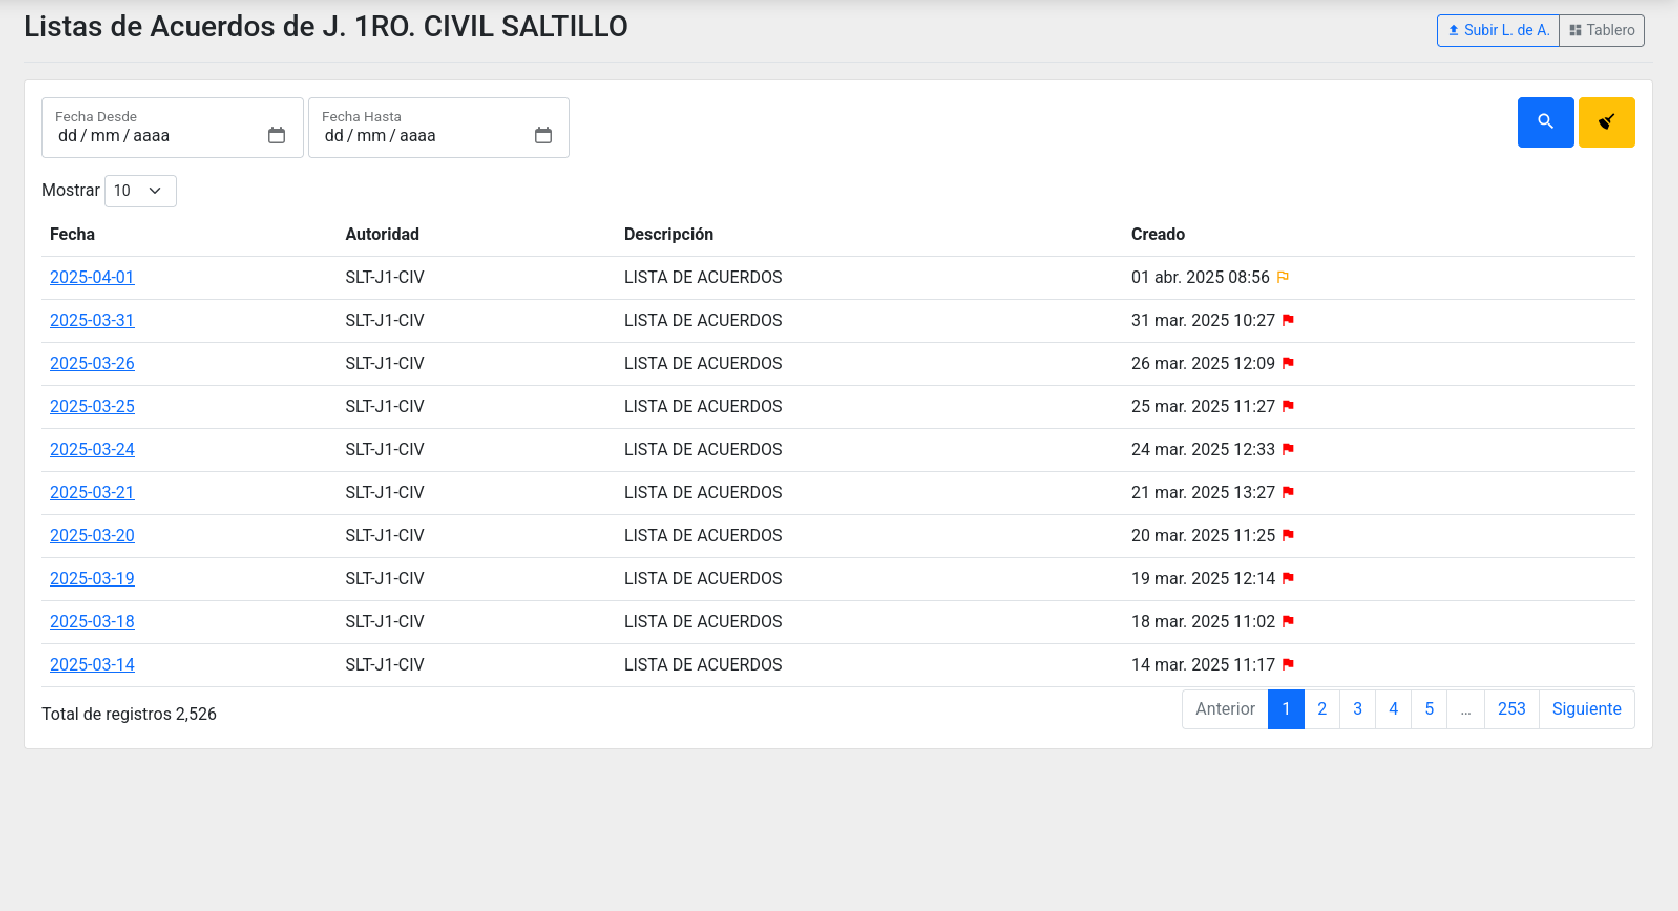 Listas de Acuerdos de J. 1RO. CIVIL SALTILLO
Subir L. de A. Tablero
Fecha Desde Fecha Hasta
dd / mm / aaaa dd / mm / aaaa
Mostrar 10
Fecha Autoridad Descripción Creado
2025-04-01 SLT-J1-CIV LISTA DE ACUERDOS 01 abr. 2025 08:56
2025-03-31 SLT-J1-CIV LISTA DE ACUERDOS 31 mar. 2025 10:27
2025-03-26 SLT-J1-CIV LISTA DE ACUERDOS 26 mar. 2025 12:09
2025-03-25 SLT-J1-CIV LISTA DE ACUERDOS 25 mar. 2025 11:27
2025-03-24 SLT-J1-CIV LISTA DE ACUERDOS 24 mar. 2025 12:33
2025-03-21 SLT-J1-CIV LISTA DE ACUERDOS 21 mar. 2025 13:27
2025-03-20 SLT-J1-CIV LISTA DE ACUERDOS 20 mar. 2025 11:25
2025-03-19 SLT-J1-CIV LISTA DE ACUERDOS 19 mar. 2025 12:14
2025-03-18 SLT-J1-CIV LISTA DE ACUERDOS 18 mar. 2025 11:02
2025-03-14 SLT-J1-CIV LISTA DE ACUERDOS 14 mar. 2025 11:17
Total de registros 2,526 Anterior 1 2 3 4 5 ... 253 Siguiente